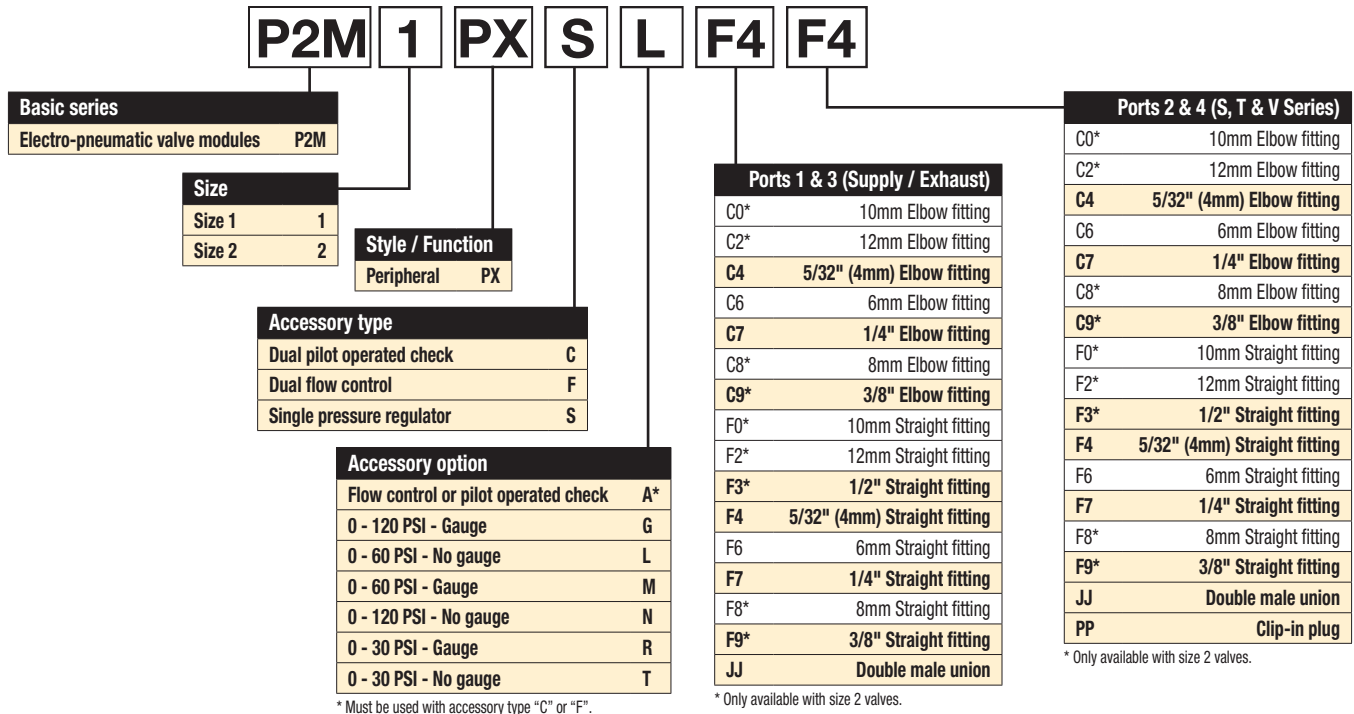 P2M 1 PX S L F4 F4
Basic series
Electro-pneumatic valve modules P2M
Size
Size 1 1
Size 2 2
Style / Function
Peripheral PX
Accessory type
Dual pilot operated check C
Dual flow control F
Single pressure regulator S
Accessory option
Flow control or pilot operated check A*
0 - 120 PSI - Gauge G
0 - 60 PSI - No gauge L
0 - 60 PSI - Gauge M
0 - 120 PSI - No gauge N
0 - 30 PSI - Gauge R
0 - 30 PSI - No gauge T
* Must be used with accessory type “C” or “F”.
Ports 1 & 3 (Supply / Exhaust)
C0* 10mm Elbow fitting
C2* 12mm Elbow fitting
C4 5/32" (4mm) Elbow fitting
C6 6mm Elbow fitting
C7 1/4" Elbow fitting
C8* 8mm Elbow fitting
C9* 3/8" Elbow fitting
F0* 10mm Straight fitting
F2* 12mm Straight fitting
F3* 1/2" Straight fitting
F4 5/32" (4mm) Straight fitting
F6 6mm Straight fitting
F7 1/4" Straight fitting
F8* 8mm Straight fitting
F9* 3/8" Straight fitting
JJ Double male union
* Only available with size 2 valves.
Ports 2 & 4 (S, T & V Series)
C0* 10mm Elbow fitting
C2* 12mm Elbow fitting
C4 5/32" (4mm) Elbow fitting
C6 6mm Elbow fitting
C7 1/4" Elbow fitting
C8* 8mm Elbow fitting
C9* 3/8" Elbow fitting
F0* 10mm Straight fitting
F2* 12mm Straight fitting
F3* 1/2" Straight fitting
F4 5/32" (4mm) Straight fitting
F6 6mm Straight fitting
F7 1/4" Straight fitting
F8* 8mm Straight fitting
F9* 3/8" Straight fitting
JJ Double male union
PP Clip-in plug
* Only available with size 2 valves.